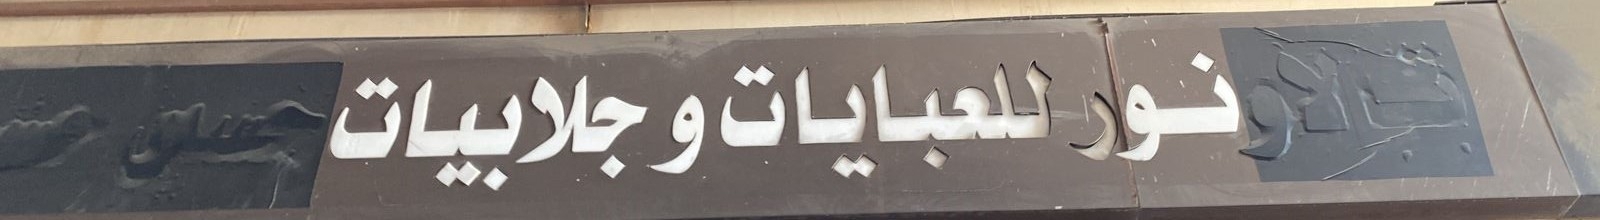 نور للعبايات و جلابيات